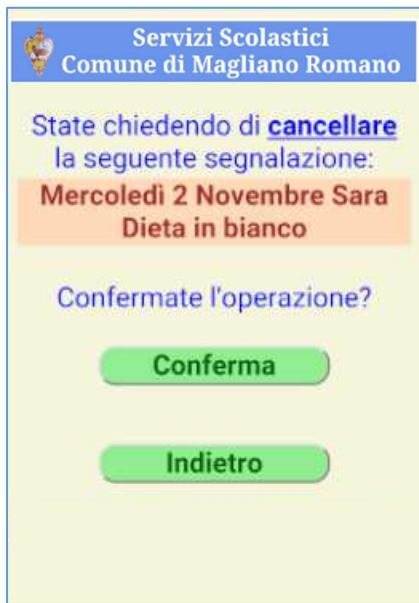 Servizi Scolastici
Comune di Magliano Romano
State chiedendo di cancellare
la seguente segnalazione:
Mercoledì 2 Novembre Sara
Dieta in bianco
Confermate l'operazione?
Conferma
Indietro